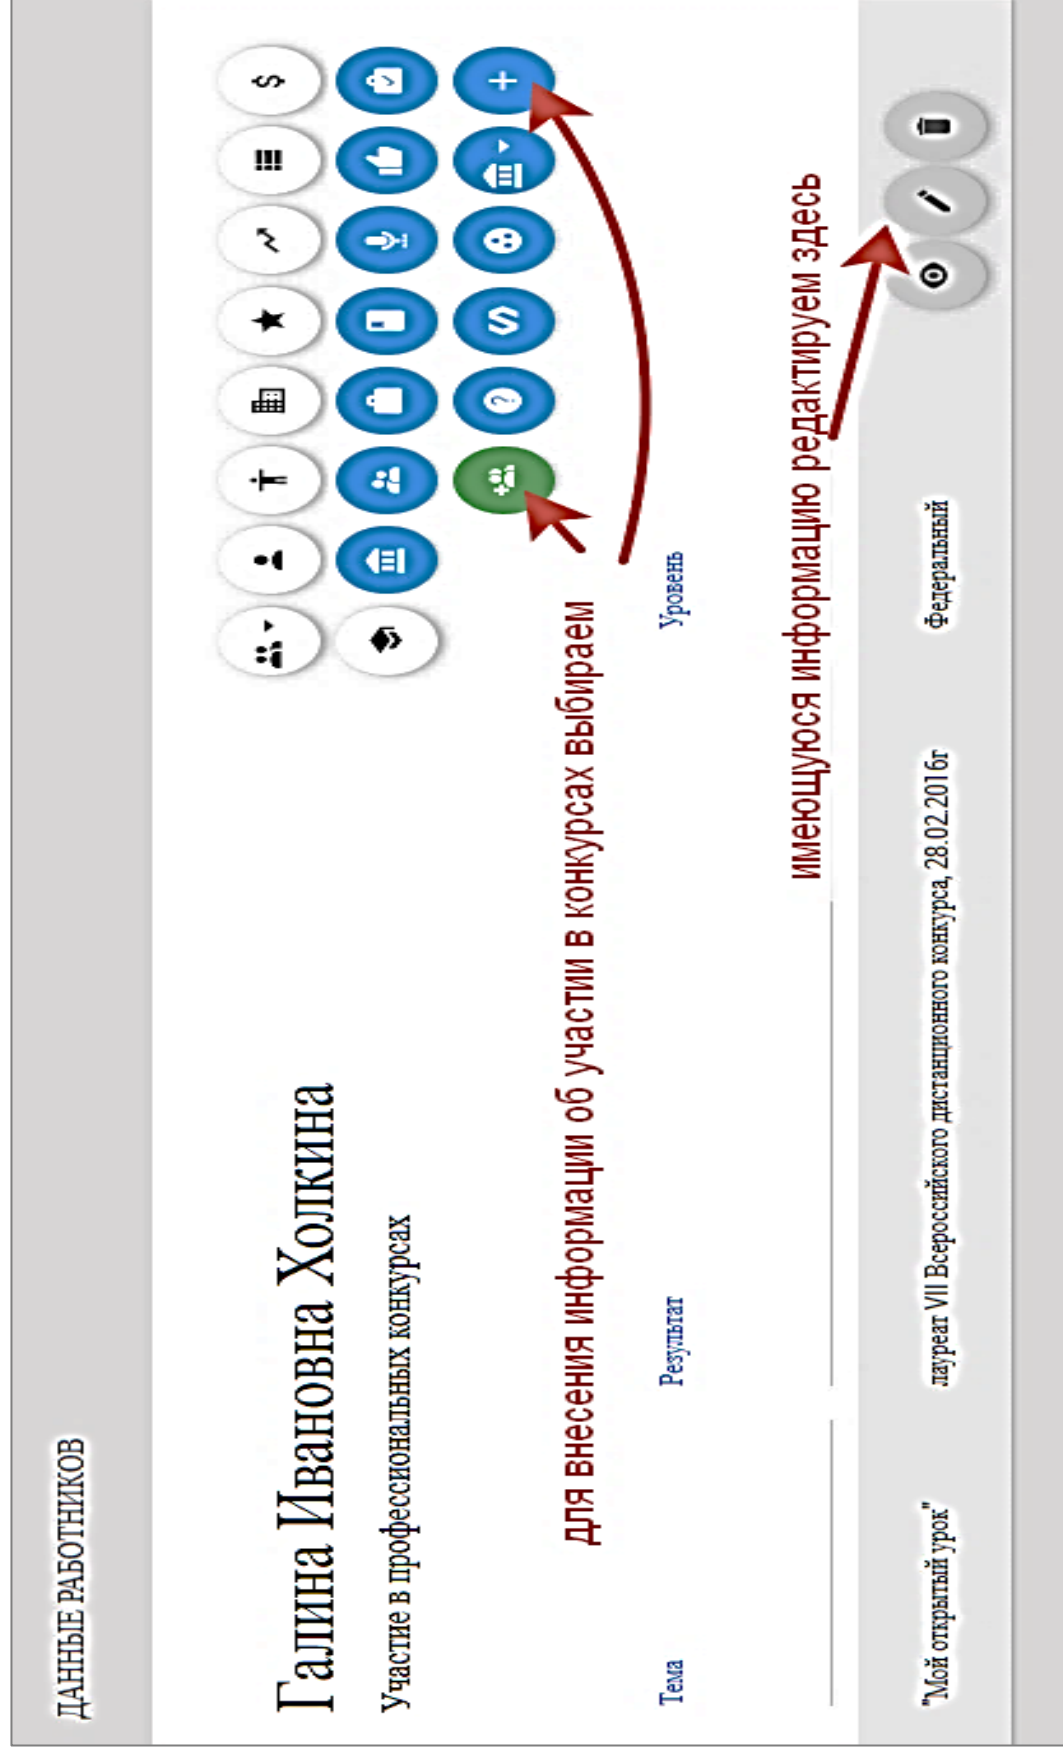 ДАННЫЕ РАБОТНИКОВ
Галина Ивановна Холкина
Участие в профессиональных конкурсах
для внесения информации об участии в конкурсах выбираем
Тема Результат Уровень
имеющуюся информацию редактируем здесь
"Мой открытый урок" лауреат VII Всероссийского дистанционного конкурса, 28.02.2016г Федеральный